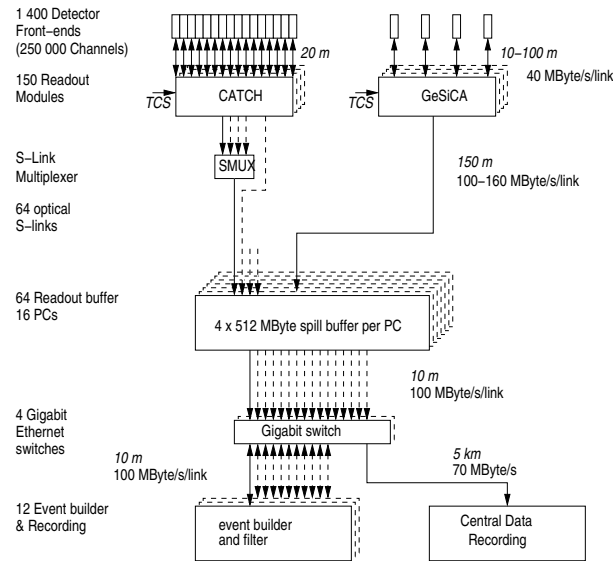 1 400 Detector
Front-ends
(250 000 Channels)
20 m
10-100 m
40 MByte/s/link
150 Readout
Modules
TCS
CATCH
TCS
GeSiCA
S-Link
Multiplexer
SMUX
150 m
100-160 MByte/s/link
64 optical
S-links
64 Readout buffer
16 PCs
4 x 512 MByte spill buffer per PC
10 m
100 MByte/s/link
4 Gigabit
Ethernet
switches
Gigabit switch
10 m
100 MByte/s/link
5 km
70 MByte/s
12 Event builder
& Recording
event builder
and filter
Central Data
Recording